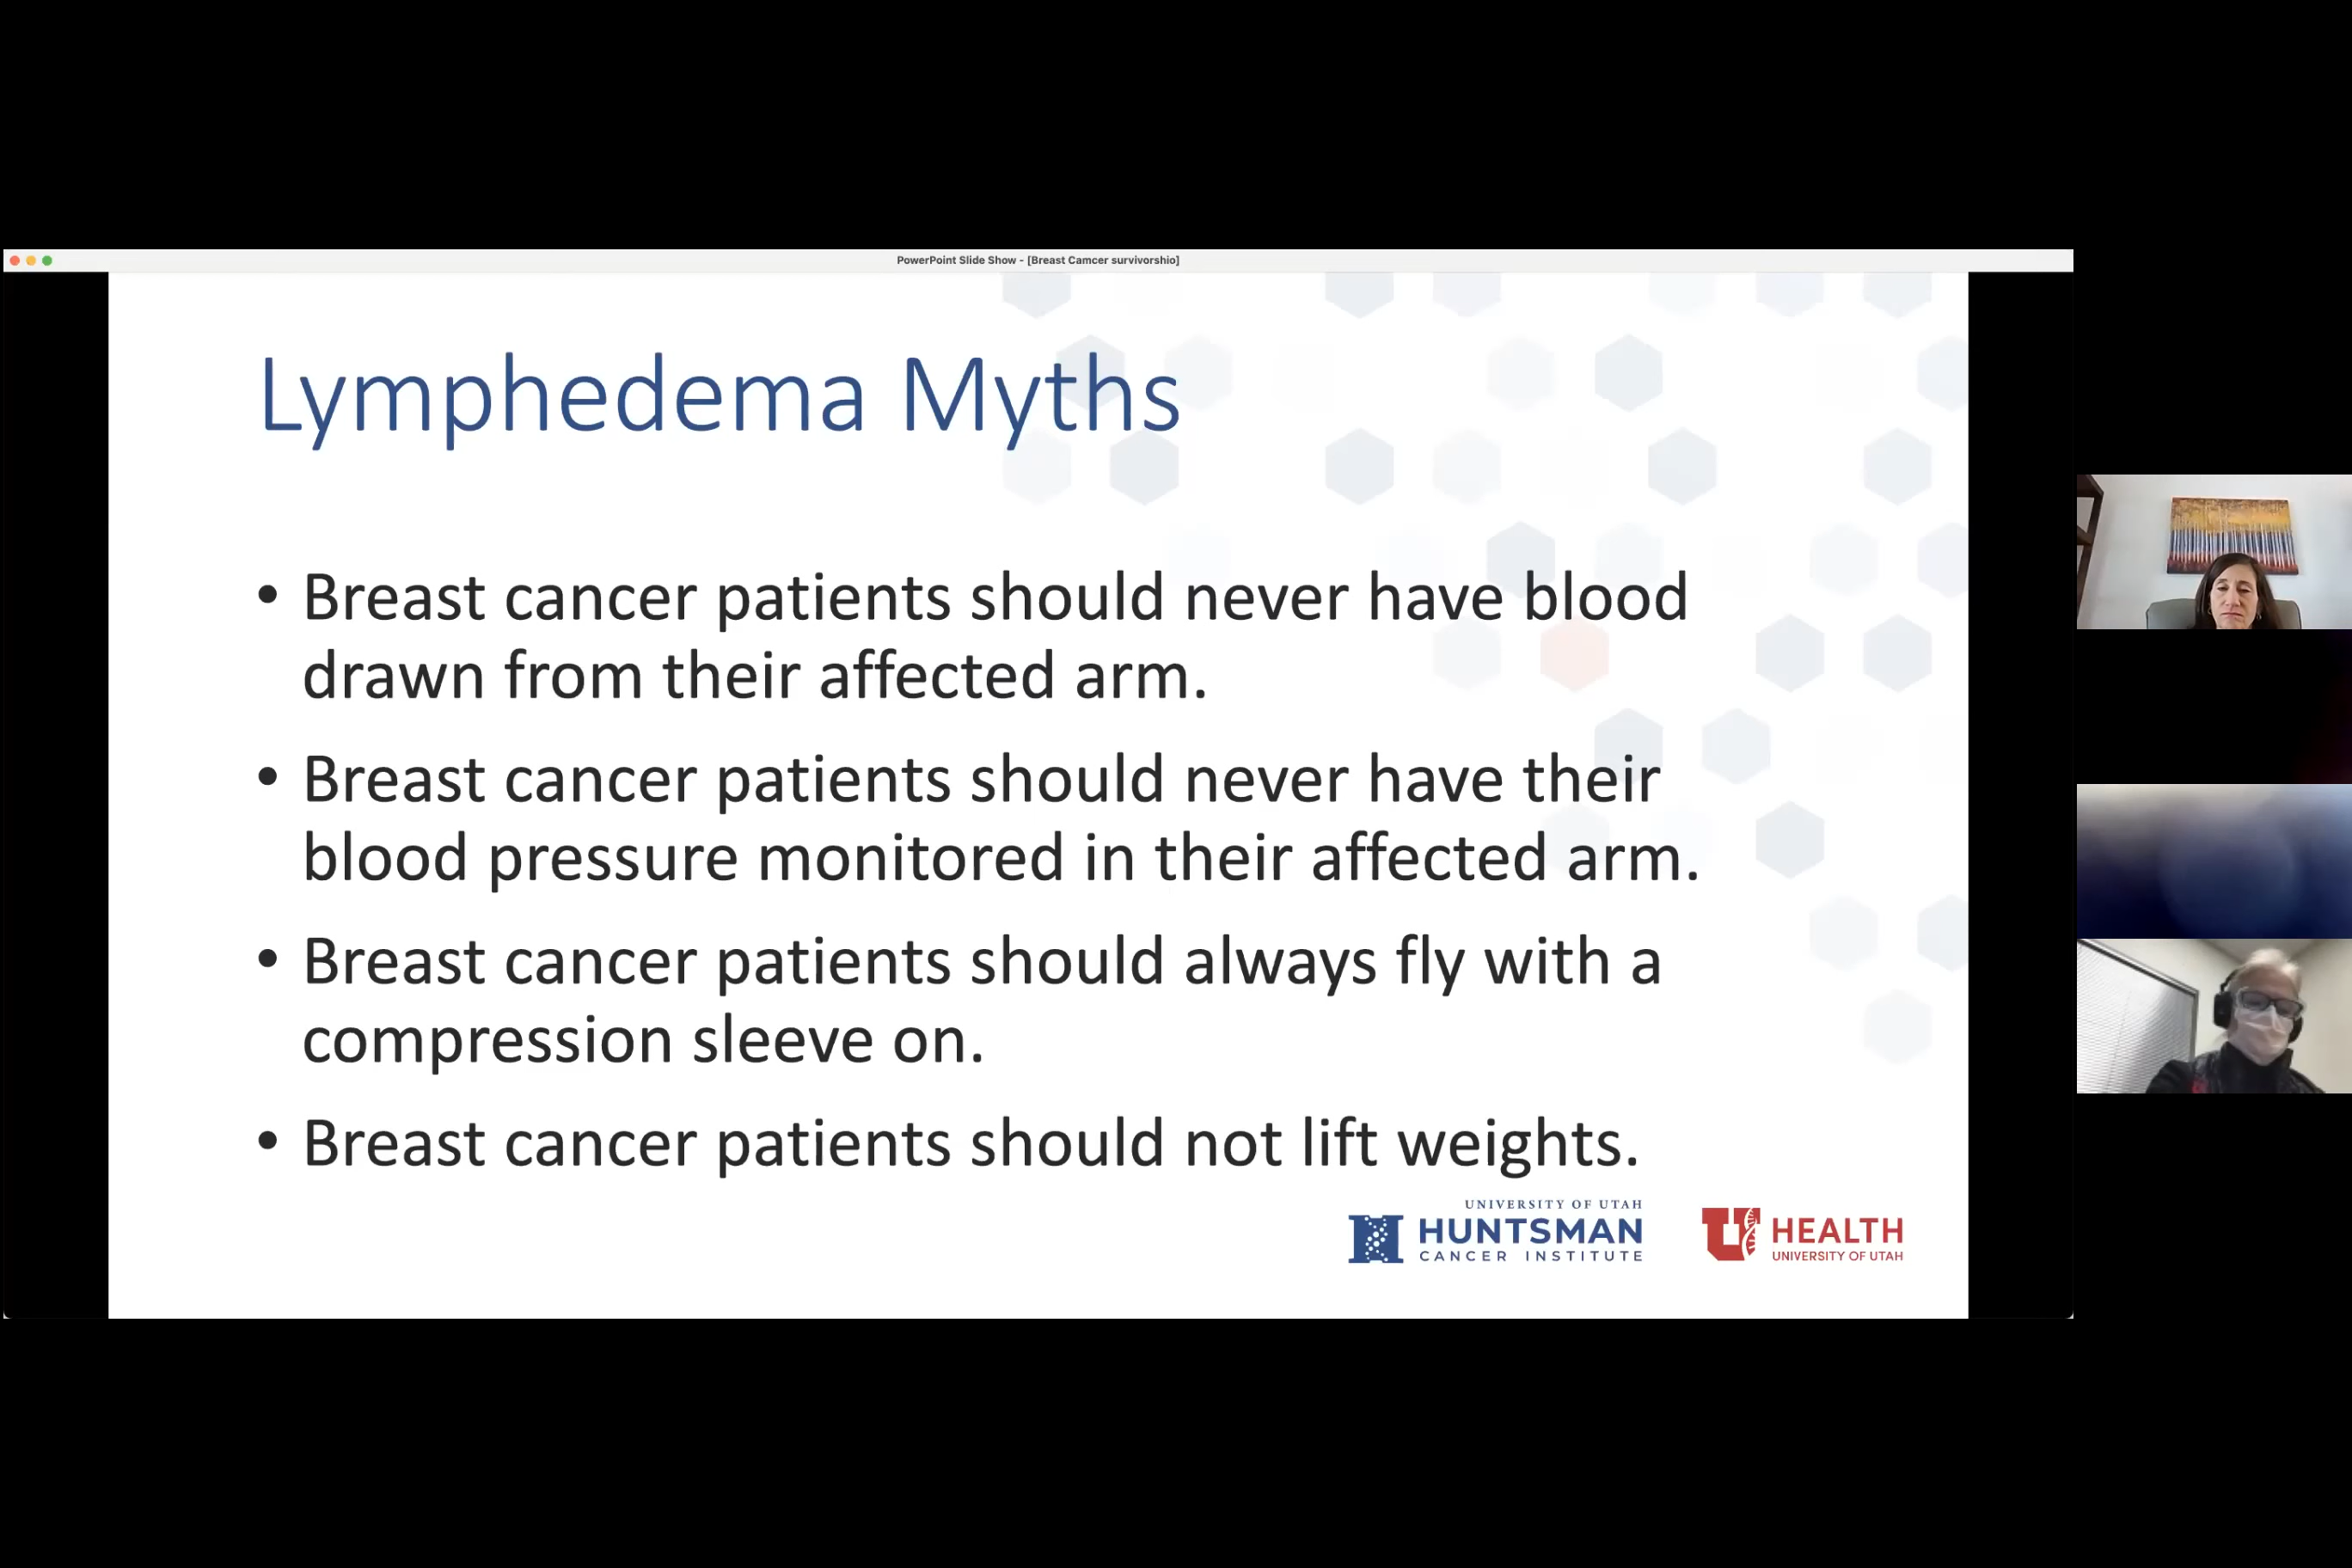 PowerPoint Slide Show - [Breast Camcer survivorshio]
Lymphedema Myths
• Breast cancer patients should never have blood
drawn from their affected arm.
• Breast cancer patients should never have their
blood pressure monitored in their affected arm.
• Breast cancer patients should always fly with a
compression sleeve on.
• Breast cancer patients should not lift weights.
UNIVERSITY OF UTAH
HUNTSMAN
CANCER INSTITUTE
U HEALTH
UNIVERSITY OF UTAH